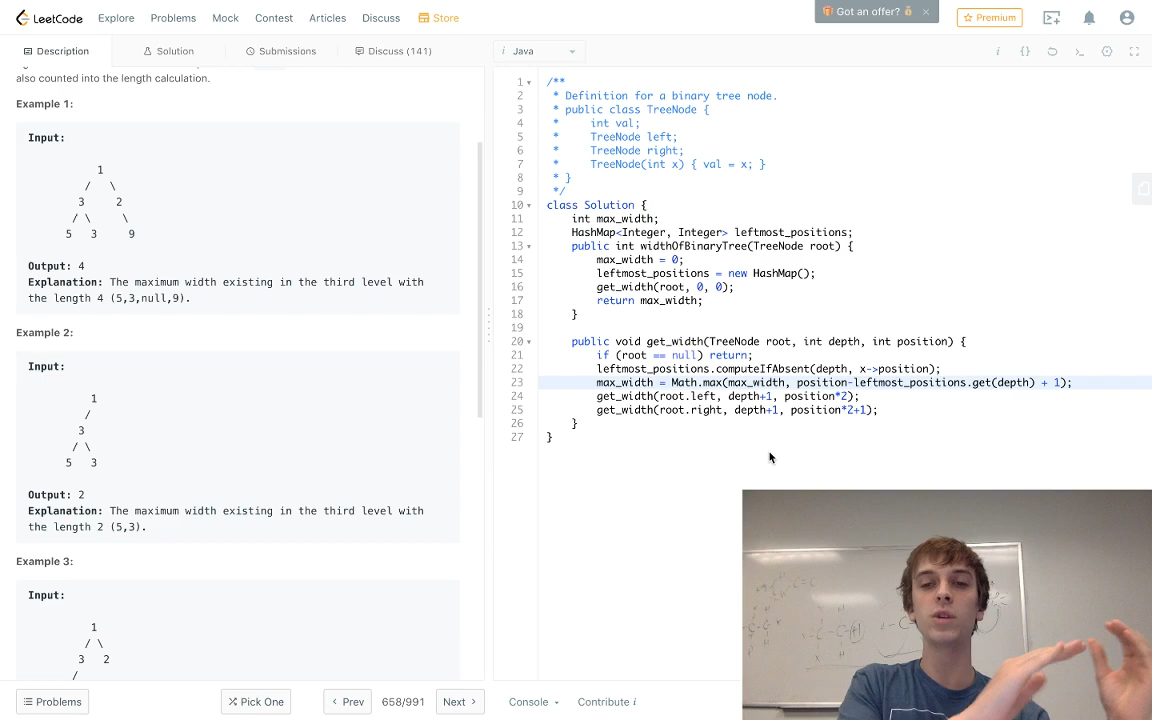 LeetCode
Explore
Problems
Mock
Contest
Articles
Discuss
Store
Got an offer?
×
Premium
Description
Solution
Submissions
Discuss (141)
i Java
also counted into the length calculation.
Example 1:
Input:
1
/ \
3 2
/ \ \
5 3 9
Output: 4
Explanation: The maximum width existing in the third level with
the length 4 (5,3,null,9).
Example 2:
Input:
1
/
3
/ \
5 3
Output: 2
Explanation: The maximum width existing in the third level with
the length 2 (5,3).
Example 3:
Input:
1
/ \
3 2
/
1 /**
2 * Definition for a binary tree node.
3 * public class TreeNode {
4 * int val;
5 * TreeNode left;
6 * TreeNode right;
7 * TreeNode(int x) { val = x; }
8 * }
9 */
10 class Solution {
11 int max_width;
12 HashMap<Integer, Integer> leftmost_positions;
13 public int widthOfBinaryTree(TreeNode root) {
14 max_width = 0;
15 leftmost_positions = new HashMap();
16 get_width(root, 0, 0);
17 return max_width;
18 }
19
20 public void get_width(TreeNode root, int depth, int position) {
21 if (root == null) return;
22 leftmost_positions.computeIfAbsent(depth, x->position);
23 max_width = Math.max(max_width, position-leftmost_positions.get(depth) + 1);
24 get_width(root.left, depth+1, position*2);
25 get_width(root.right, depth+1, position*2+1);
26 }
27 }
Problems
Pick One
Prev
658/991
Next
Console
Contribute i